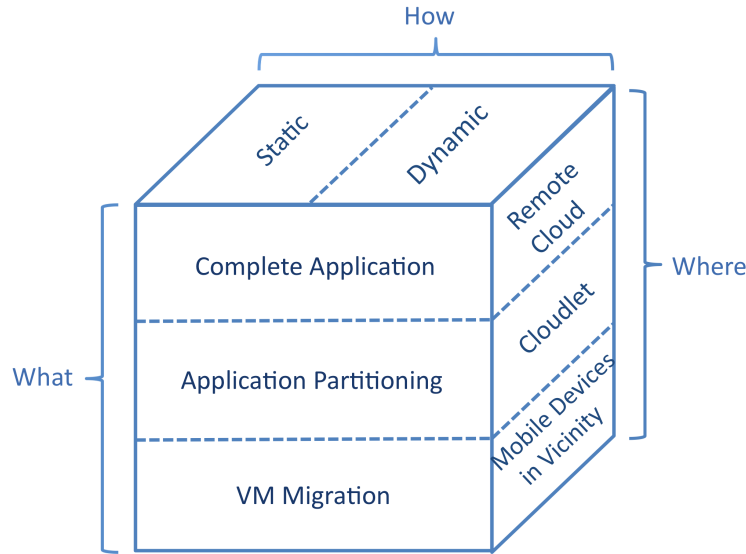 How
Static
Dynamic
Remote
Cloud
Complete Application
Where
Cloudlet
What
Application Partitioning
Mobile Devices
in Vicinity
VM Migration